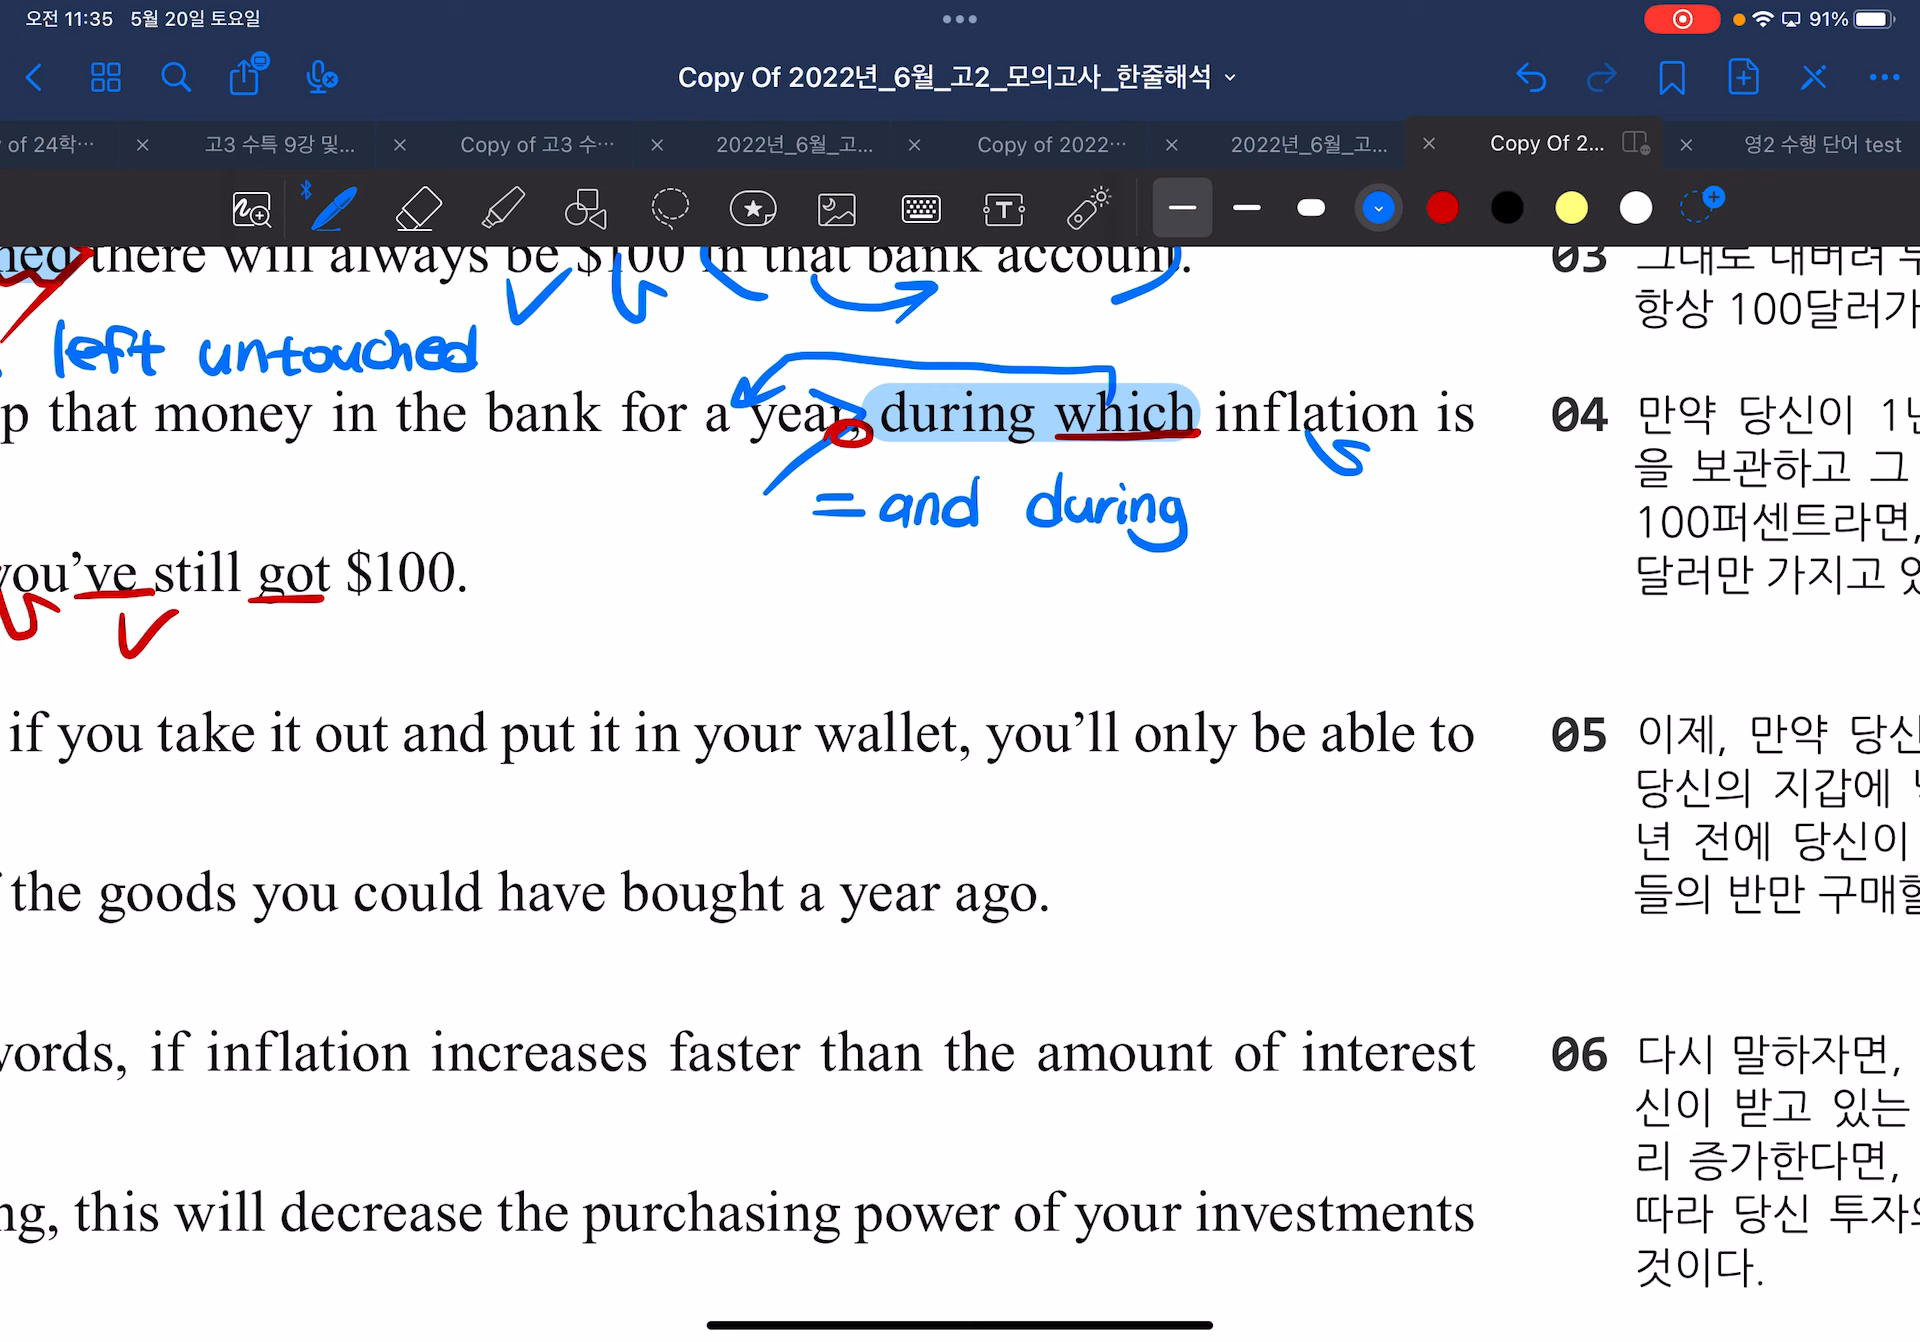 오전 11:35 5월 20일 토요일
91%
Copy Of 2022년_6월_고2_모의고사_한줄해석
of 24학··· 고3 수특 9강 및... Copy of 고3 수··· 2022년_6월_고... Copy of 2022··· 2022년_6월_고... Copy Of 2... 영2 수행 단어 test
there will always be $100 in that bank account.
left untouched
p that money in the bank for a year, during which inflation is
= and during
you've still got $100.
if you take it out and put it in your wallet, you'll only be able to
the goods you could have bought a year ago.
words, if inflation increases faster than the amount of interest
ng, this will decrease the purchasing power of your investments
03 그대로 내버려
항상 100달러가
04 만약 당신이 1년
을 보관하고 그
100퍼센트라면,
달러만 가지고
05 이제, 만약 당신
당신의 지갑에
년 전에 당신이
들의 반만 구매할
06 다시 말하자면,
신이 받고 있는
리 증가한다면,
따라 당신 투자
것이다.